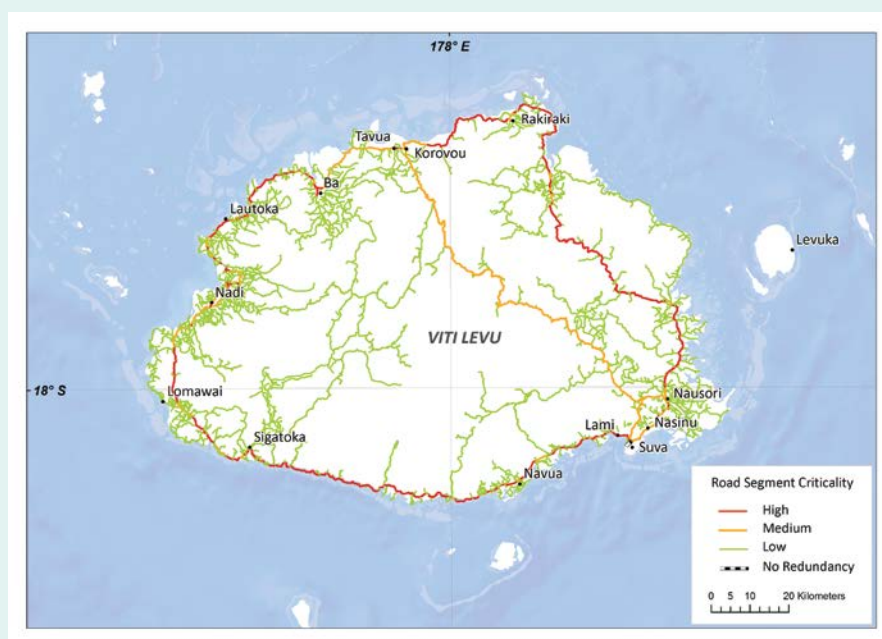 178° E
Rakiraki
Tavua
Korovou
Ba
Lautoka
Levuka
Nadi
VITI LEVU
18° S
Lomawai
Nausori
Lami
Nasinu
Sigatoka
Suva
Navua
Road Segment Criticality
High
Medium
Low
No Redundancy
0 5 10 20 Kilometers